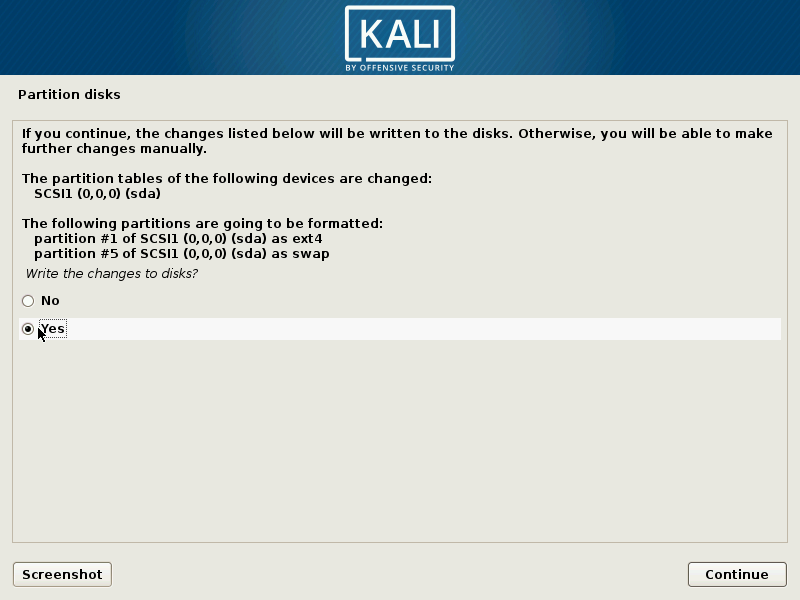 KALI
BY OFFENSIVE SECURITY
Partition disks
If you continue, the changes listed below will be written to the disks. Otherwise, you will be able to make
further changes manually.
The partition tables of the following devices are changed:
SCSI1 (0,0,0) (sda)
The following partitions are going to be formatted:
partition #1 of SCSI1 (0,0,0) (sda) as ext4
partition #5 of SCSI1 (0,0,0) (sda) as swap
Write the changes to disks?
No
Yes
Screenshot
Continue